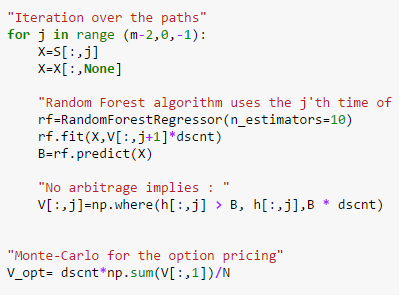 "Iteration over the paths"
for j in range (m-2,0,-1):
X=S[:,j]
X=X[:,None]
"Random Forest algorithm uses the j'th time of
rf=RandomForestRegressor(n_estimators=10)
rf.fit(X,V[:,j+1]*dscnt)
B=rf.predict(X)
"No arbitrage implies : "
V[:,j]=np.where(h[:,j] > B, h[:,j],B * dscnt)
"Monte-Carlo for the option pricing"
V_opt= dscnt*np.sum(V[:,1])/N